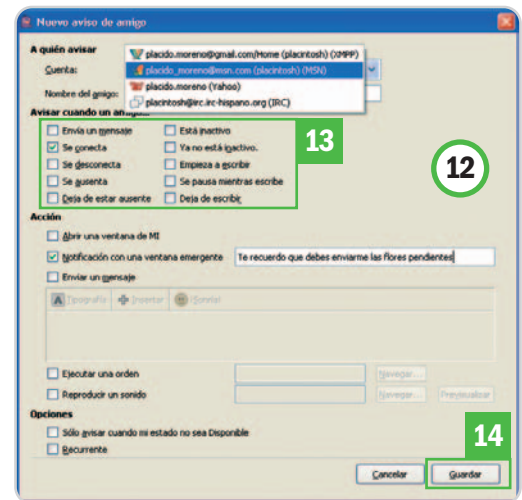 Nuevo aviso de amigo
A quién avisar
placido.moreno@gmail.com/Home (placintosh) (XMPP)
Cuenta:
placido_moreno@msn.com (placintosh) (MSN)
placido.moreno (Yahoo)
Nombre del amigo:
placintosh@irc.irc-hispano.org (IRC)
Avisar cuando un amigo...
Envía un mensaje
Está inactivo
13
Se conecta
Ya no está inactivo.
Se desconecta
Empieza a escribir
12
Se ausenta
Se pausa mientras escribe
Deja de estar ausente
Deja de escribir
Acción
Abrir una ventana de MI
Notificación con una ventana emergente
Te recuerdo que debes enviarme las flores pendientes
Enviar un mensaje
Tipografía
Insertar
¡Sonría!
Ejecutar una orden
Navegar...
Reproducir un sonido
Navegar...
Previsualizar
Opciones
Sólo avisar cuando mi estado no sea Disponible
14
Recurrente
Cancelar
Guardar